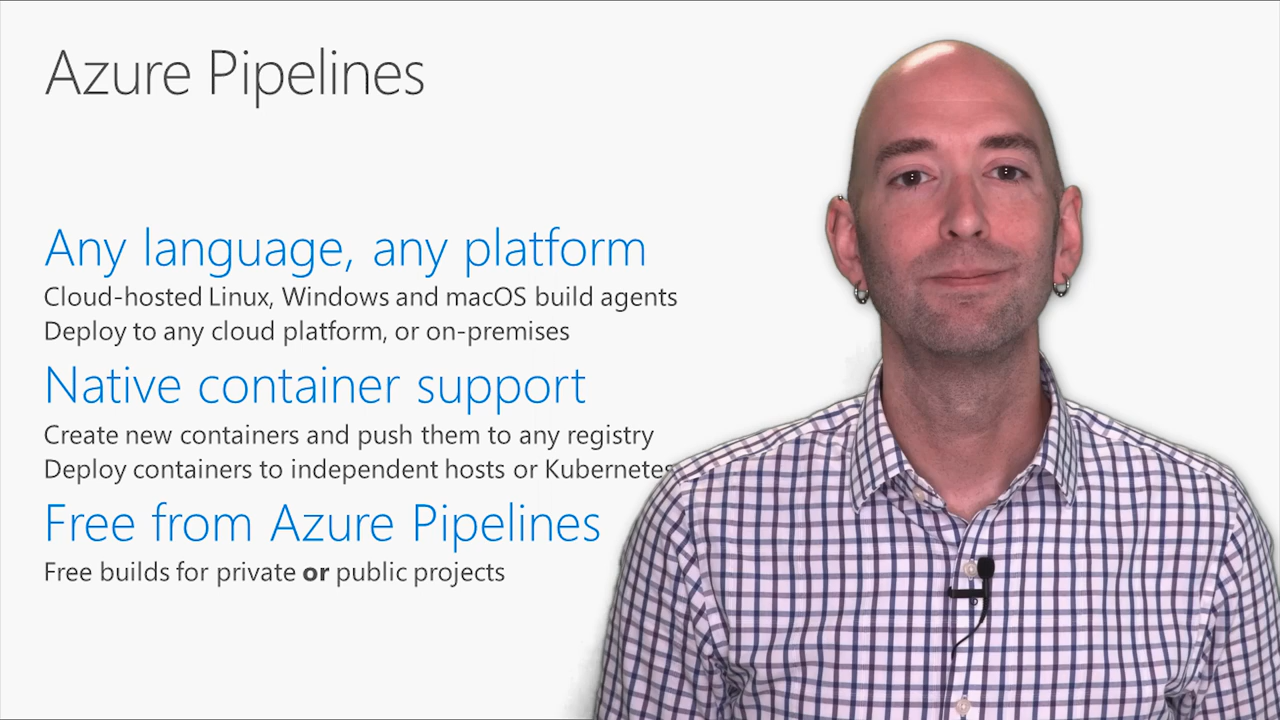 Azure Pipelines
Any language, any platform
Cloud-hosted Linux, Windows and macOS build agents
Deploy to any cloud platform, or on-premises
Native container support
Create new containers and push them to any registry
Deploy containers to independent hosts or Kubernetes
Free from Azure Pipelines
Free builds for private or public projects